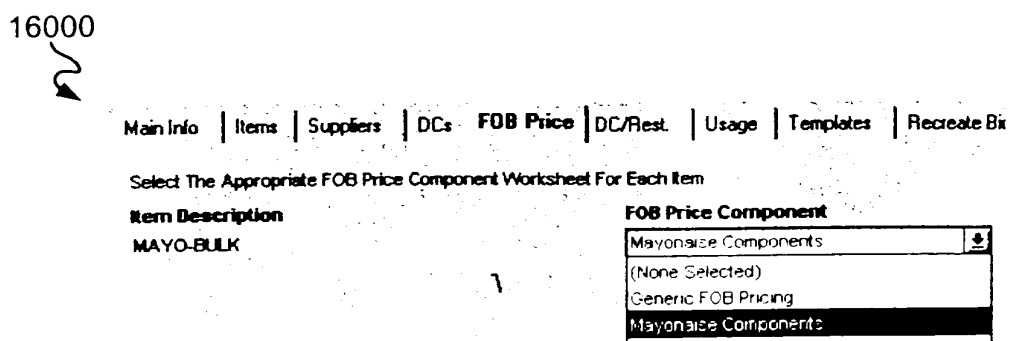 16000
Main Info | Items | Suppliers | DCs | FOB Price | DC/Rest. | Usage | Templates | Recreate
Select The Appropriate FOB Price Component Worksheet For Each Item
Item Description FOB Price Component
MAYO-BULK Mayonaise Components
(None Selected)
Generic FOB Pricing
Mayonaise Components